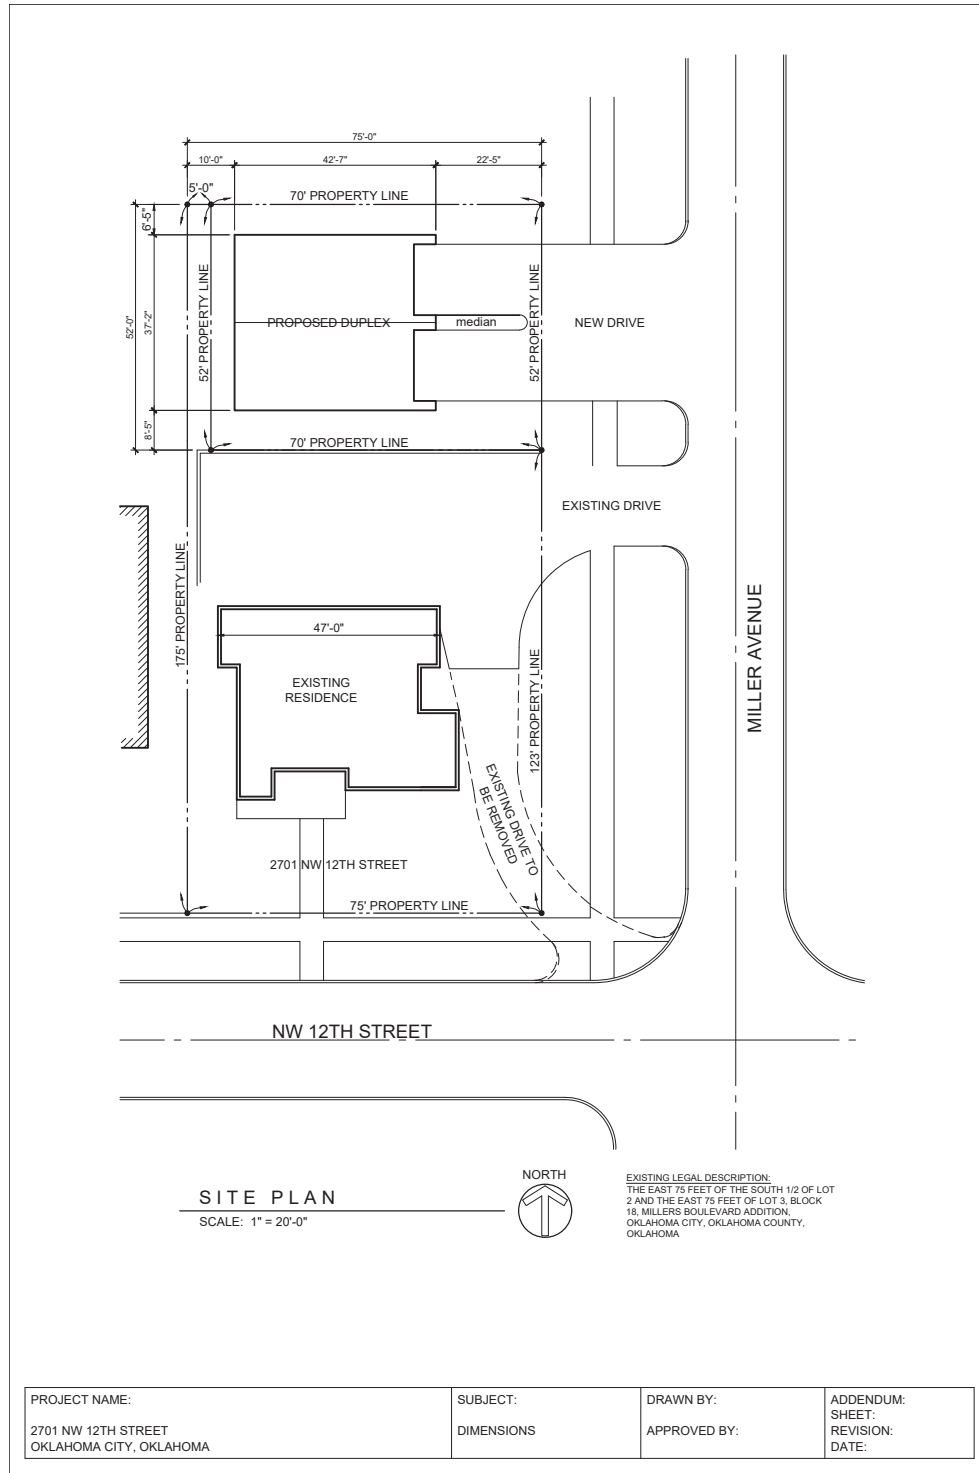 75'-0"
10'-0"
42'-7"
22'-5"
5'-0"
70' PROPERTY LINE
6'-5"
52'-0"
37'-2"
8'-5"
52' PROPERTY LINE
PROPOSED DUPLEX
median
52' PROPERTY LINE
NEW DRIVE
70' PROPERTY LINE
EXISTING DRIVE
175' PROPERTY LINE
47'-0"
EXISTING
RESIDENCE
123' PROPERTY LINE
MILLER AVENUE
EXISTING DRIVE TO
BE REMOVED
2701 NW 12TH STREET
75' PROPERTY LINE
NW 12TH STREET
SITE PLAN
SCALE: 1" = 20'-0"
NORTH
EXISTING LEGAL DESCRIPTION:
THE EAST 75 FEET OF THE SOUTH 1/2 OF LOT
2 AND THE EAST 75 FEET OF LOT 3, BLOCK
18, MILLERS BOULEVARD ADDITION,
OKLAHOMA CITY, OKLAHOMA COUNTY,
OKLAHOMA
PROJECT NAME:
2701 NW 12TH STREET
OKLAHOMA CITY, OKLAHOMA
SUBJECT:
DIMENSIONS
DRAWN BY:
APPROVED BY:
ADDENDUM:
SHEET:
REVISION:
DATE: